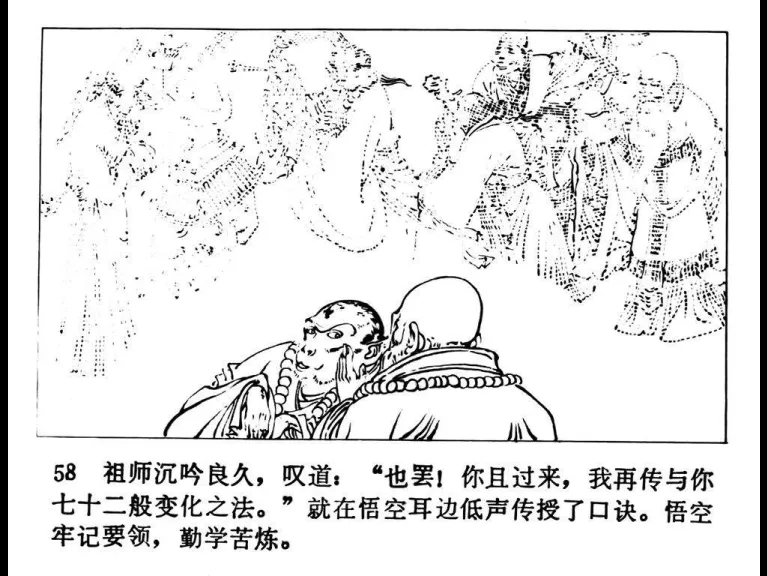 58 祖师沉吟良久，叹道：“也罢！你且过来，我再传与你
七十二般变化之法。”就在悟空耳边低声传授了口诀。悟空
牢记要领，勤学苦炼。